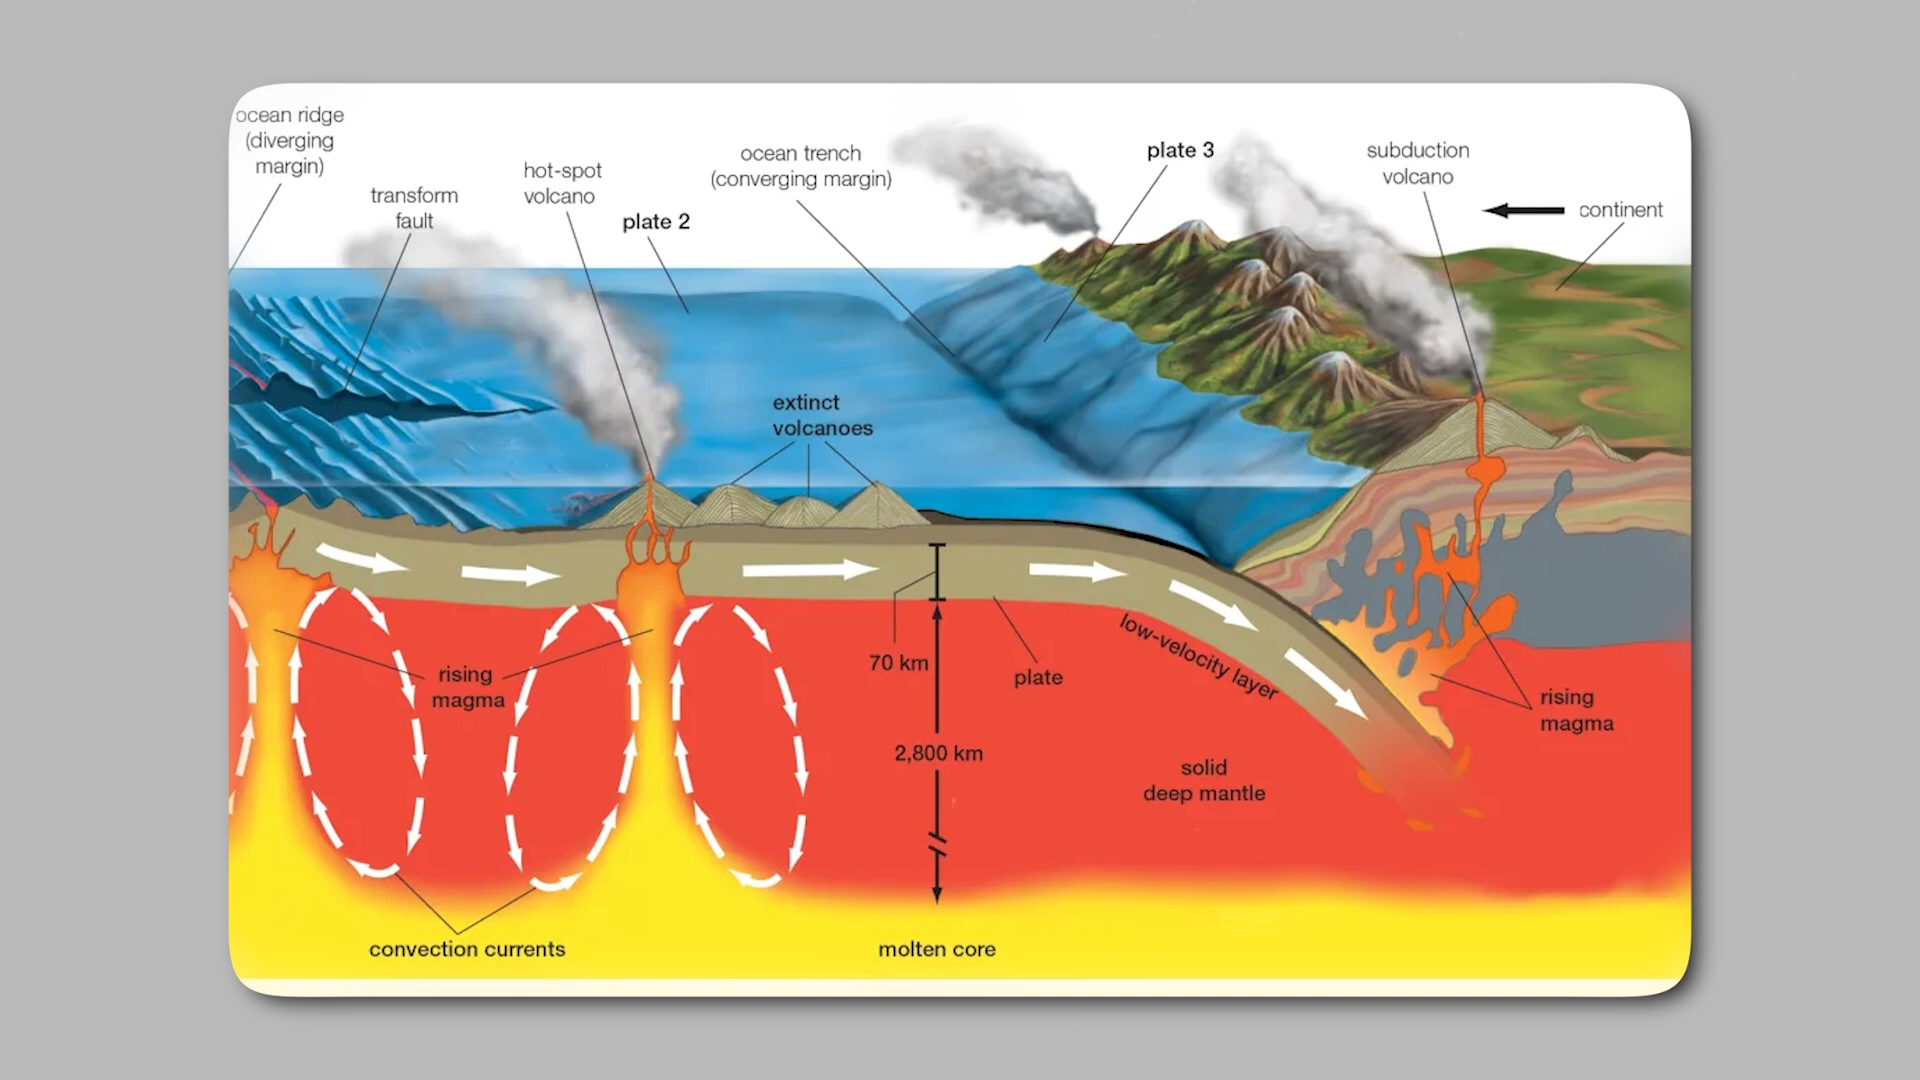 ocean ridge
(diverging
margin)
transform
fault
hot-spot
volcano
plate 2
ocean trench
(converging margin)
plate 3
subduction
volcano
continent
extinct
volcanoes
70 km
plate
low-velocity layer
rising
magma
rising
magma
2,800 km
solid
deep mantle
convection currents
molten core